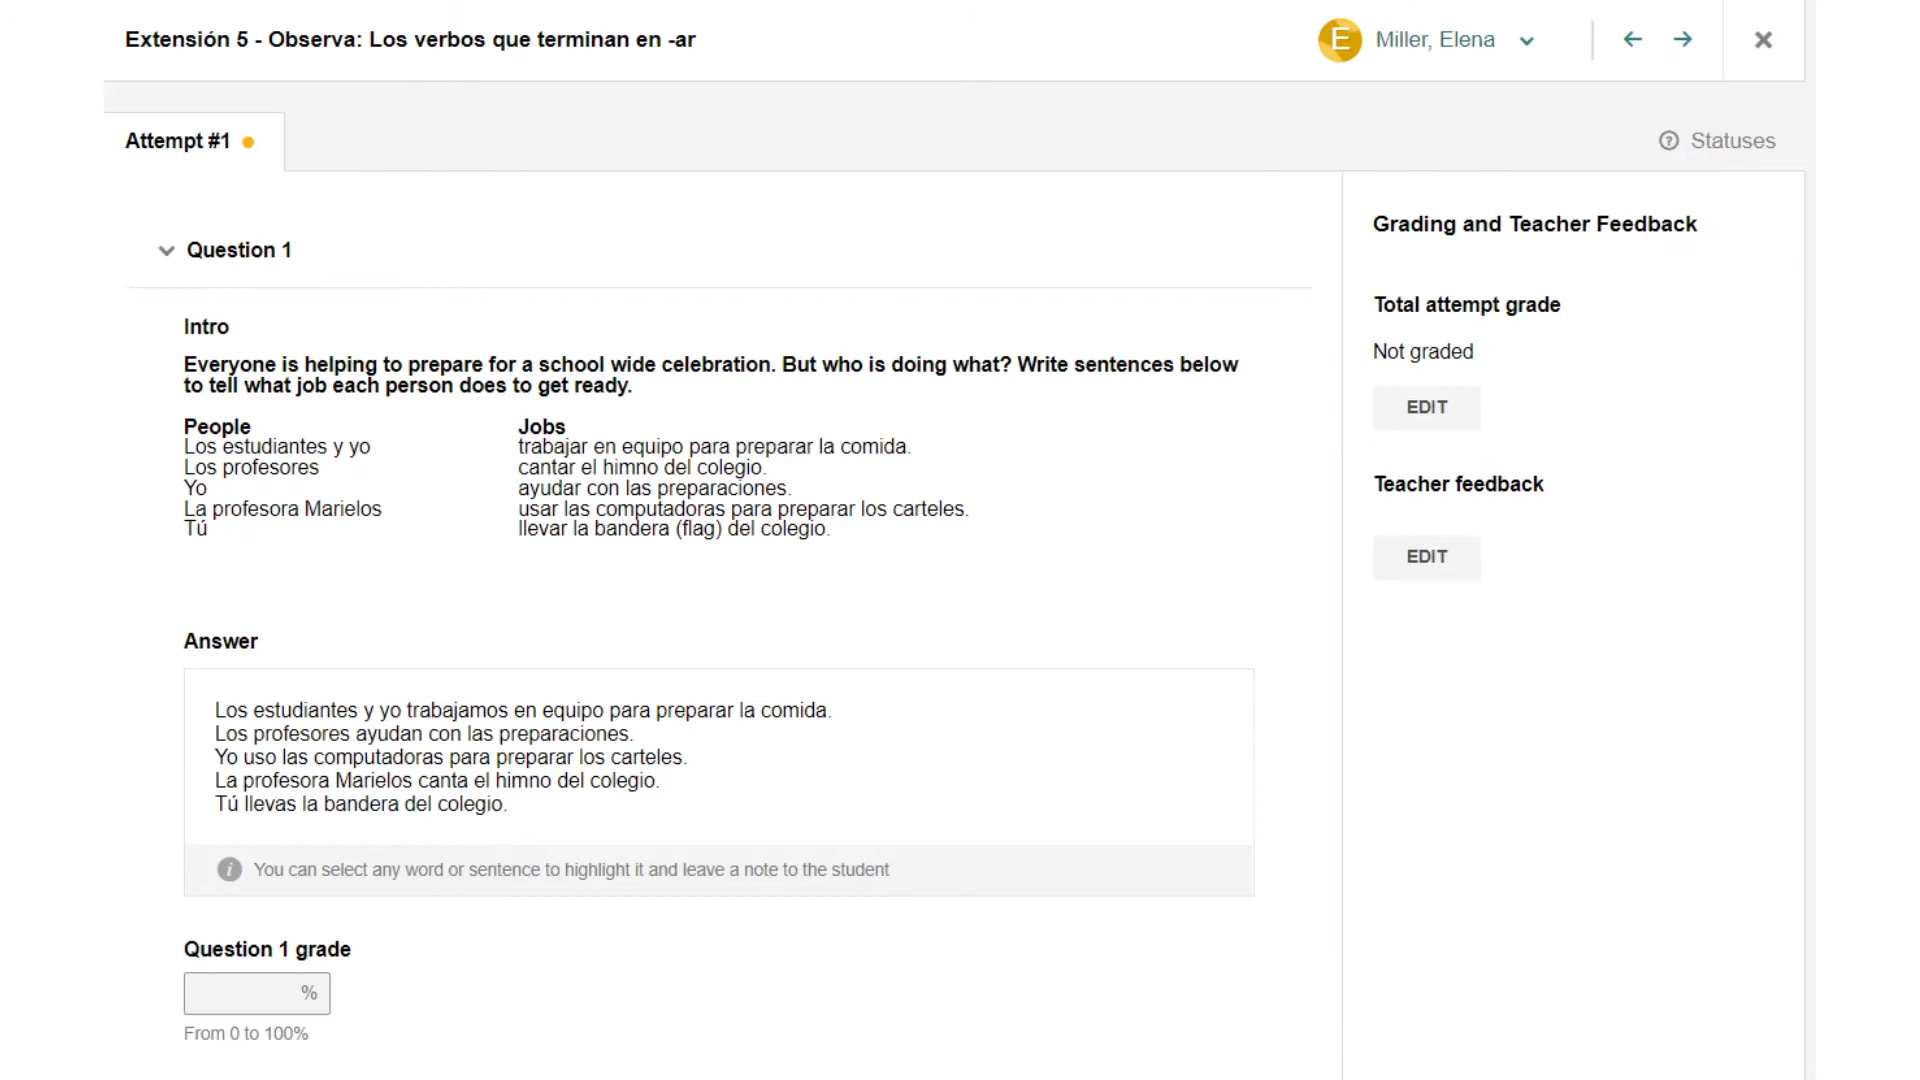 Extensión 5 - Observa: Los verbos que terminan en -ar
E Miller, Elena
Attempt #1
Statuses
Question 1
Intro
Everyone is helping to prepare for a school wide celebration. But who is doing what? Write sentences below
to tell what job each person does to get ready.
People Jobs
Los estudiantes y yo trabajar en equipo para preparar la comida.
Los profesores cantar el himno del colegio.
Yo ayudar con las preparaciones.
La profesora Marielos usar las computadoras para preparar los carteles.
Tú llevar la bandera (flag) del colegio.
Answer
Los estudiantes y yo trabajamos en equipo para preparar la comida.
Los profesores ayudan con las preparaciones.
Yo uso las computadoras para preparar los carteles.
La profesora Marielos canta el himno del colegio.
Tú llevas la bandera del colegio.
You can select any word or sentence to highlight it and leave a note to the student
Question 1 grade
%
From 0 to 100%
Grading and Teacher Feedback
Total attempt grade
Not graded
EDIT
Teacher feedback
EDIT